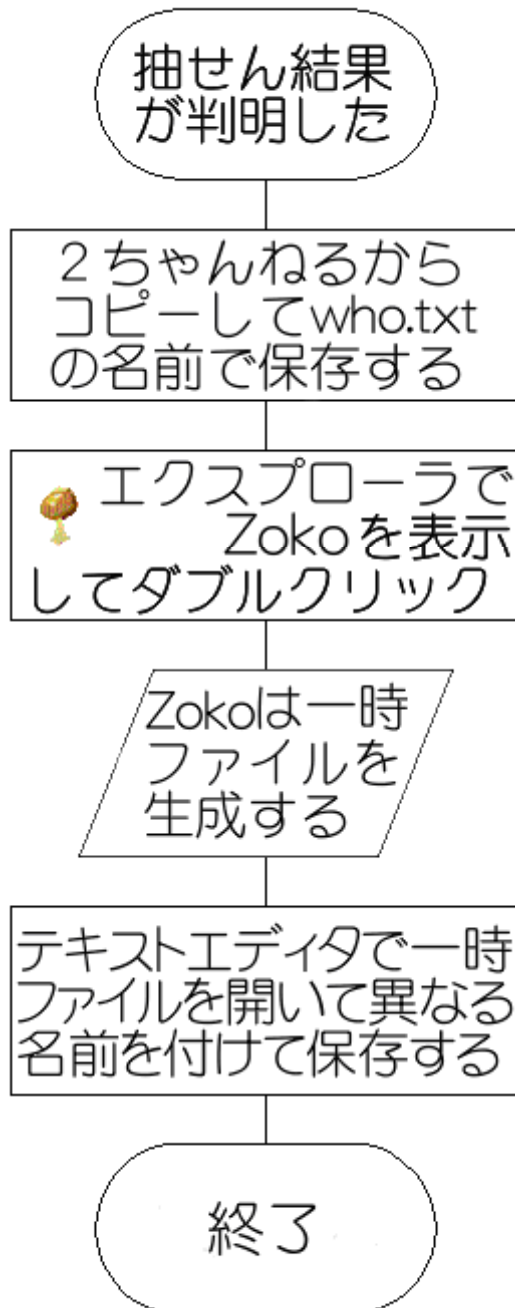 抽せん結果
が判明した
２ちゃんねるから
コピーしてwho.txt
の名前で保存する
エクスプローラで
Zokoを表示
してダブルクリック
Zokoは一時
ファイルを
生成する
テキストエディタで一時
ファイルを開いて異なる
名前を付けて保存する
終了